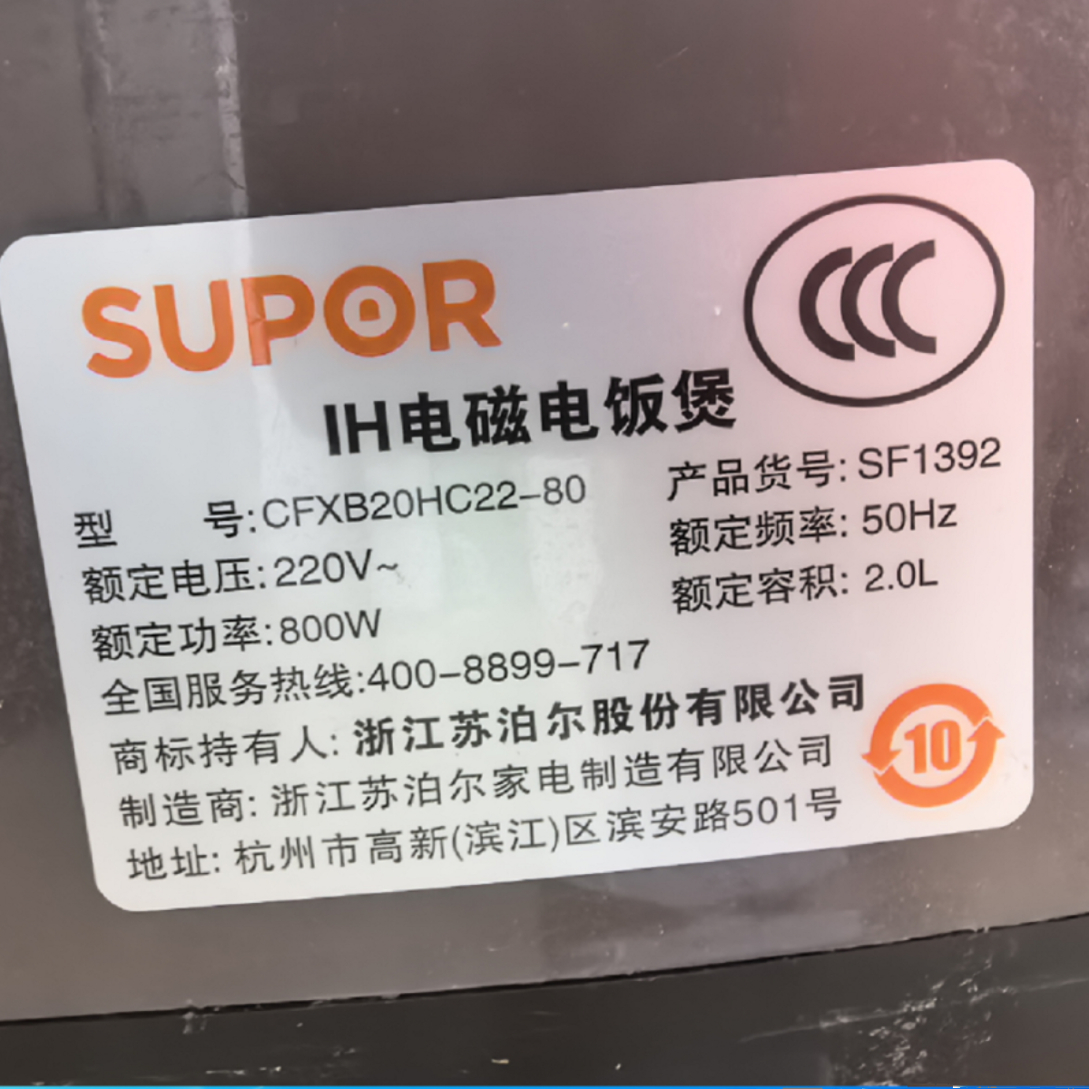 SUPOR
CCC
IH电磁电饭煲
型 号:CFXB20HC22-80 产品货号:SF1392
额定电压:220V~ 额定频率:50Hz
额定功率:800W 额定容积:2.0L
全国服务热线:400-8899-717
商标持有人:浙江苏泊尔股份有限公司
制造商:浙江苏泊尔家电制造有限公司
地址:杭州市高新(滨江)区滨安路501号
10